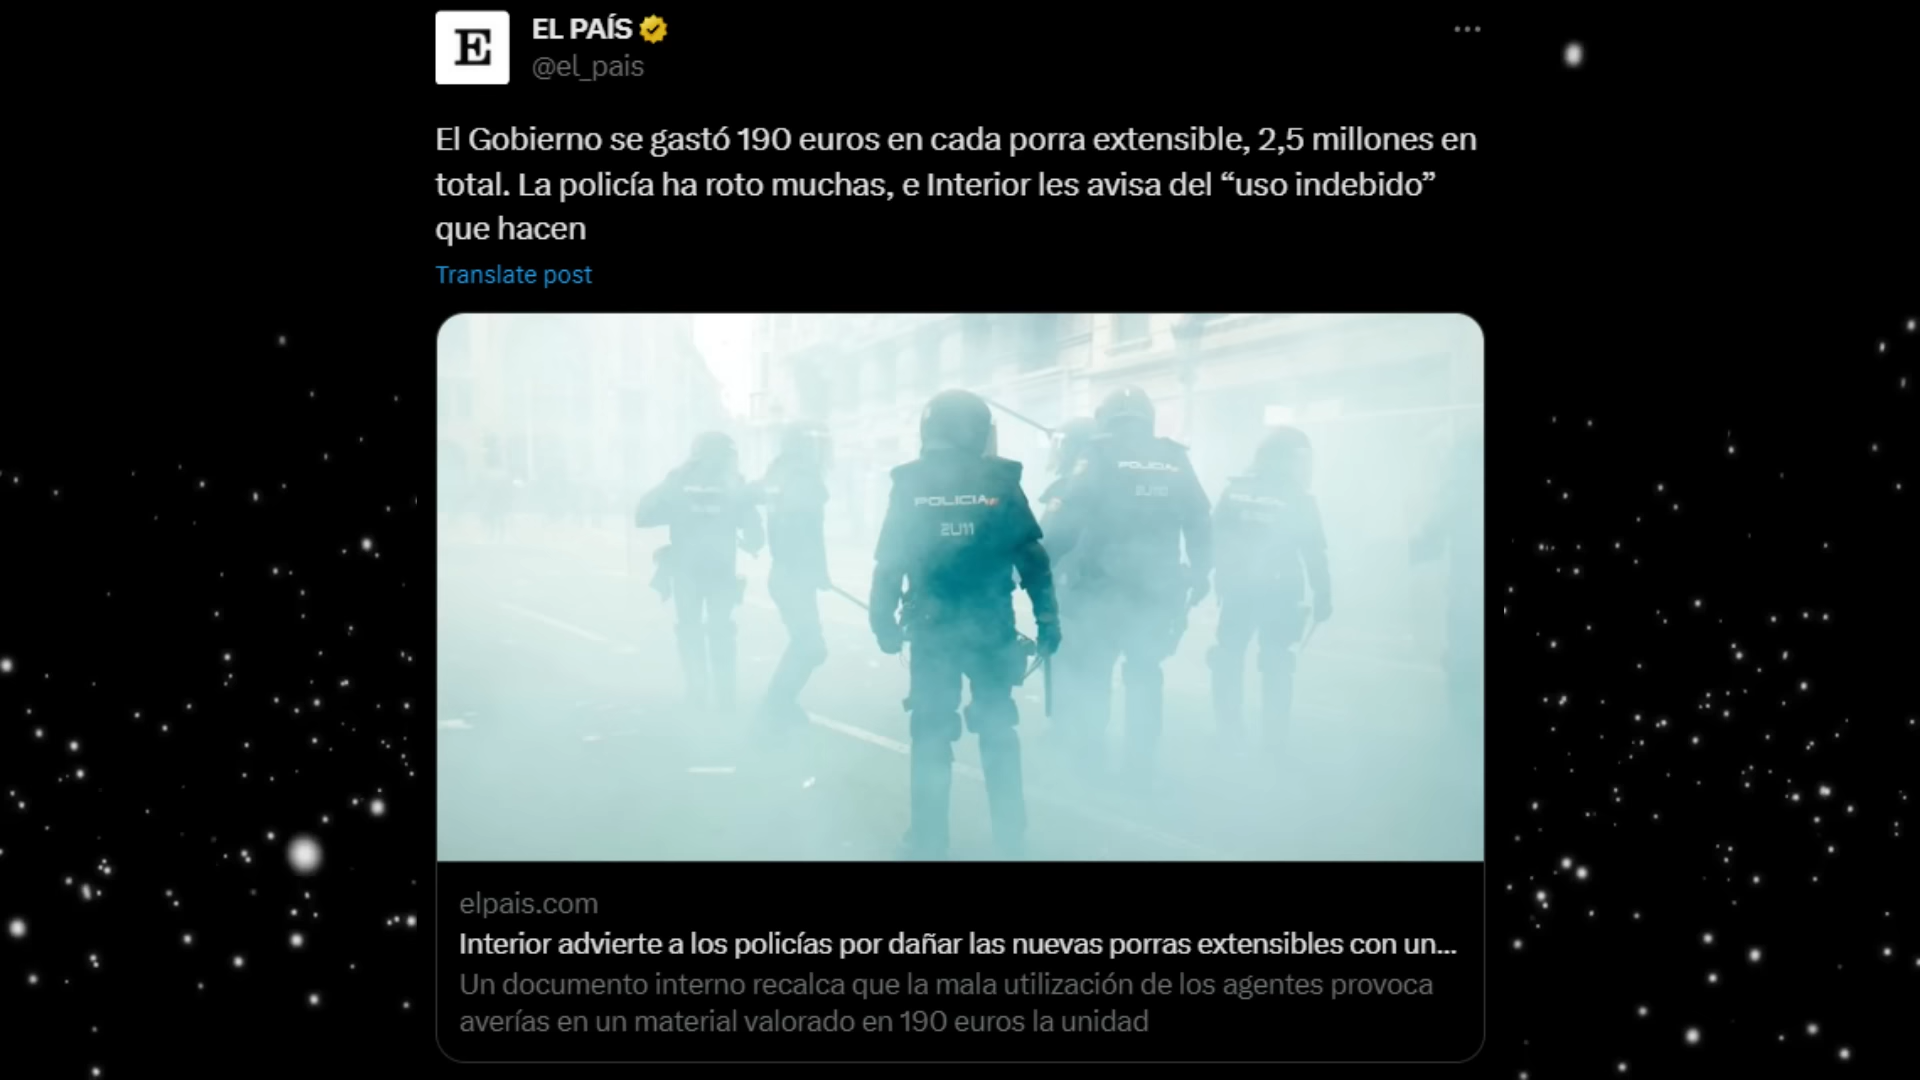 E
EL PAÍS
@el_pais
El Gobierno se gastó 190 euros en cada porra extensible, 2,5 millones en
total. La policía ha roto muchas, e Interior les avisa del “uso indebido”
que hacen
Translate post
POLICIA
2U11
POLICIA
elpais.com
Interior advierte a los policías por dañar las nuevas porras extensibles con un...
Un documento interno recalca que la mala utilización de los agentes provoca
averías en un material valorado en 190 euros la unidad